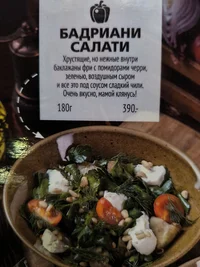 БАДРИАНИ
САЛАТИ
Хрустящие, но нежные внутри
баклажаны фри с помидорами черри,
зеленью, воздушным сыром
и все это под соусом сладкий чили.
Очень вкусно, мамой клянусь!
180г 390.-